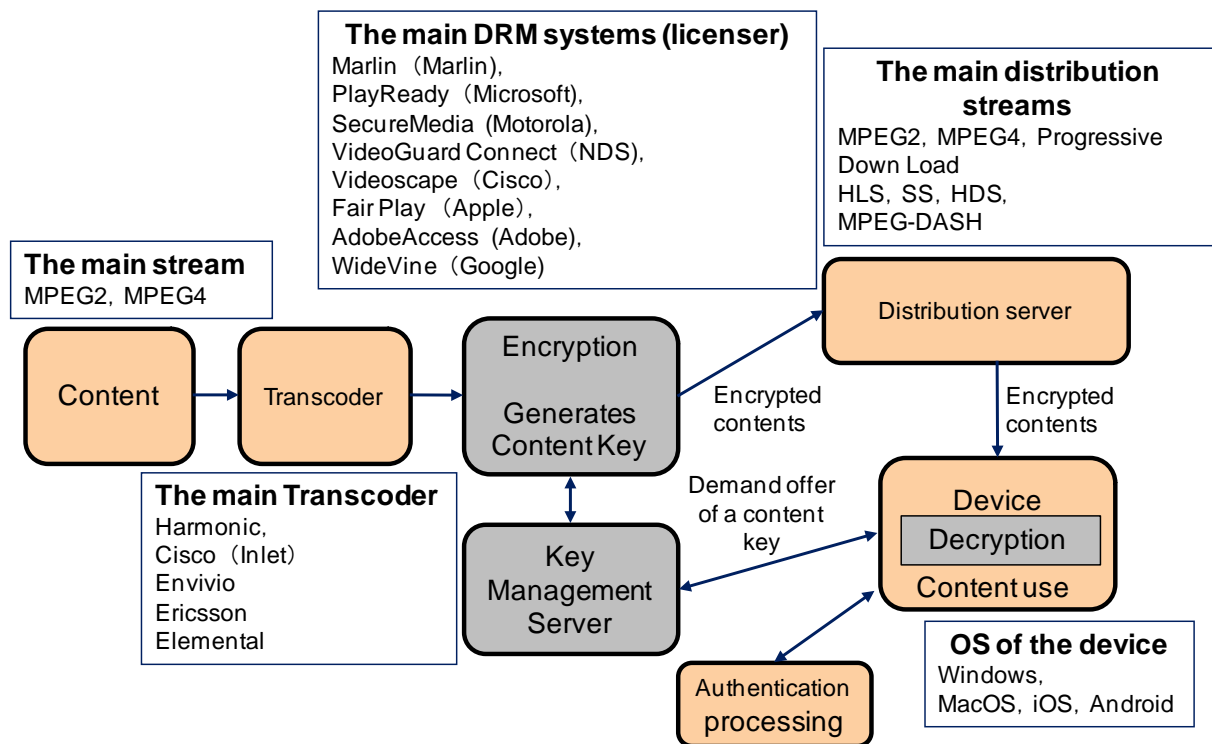 The main DRM systems (licenser)
Marlin （Marlin),
PlayReady （Microsoft),
SecureMedia (Motorola),
VideoGuard Connect （NDS),
Videoscape （Cisco）,
Fair Play （Apple）,
AdobeAccess (Adobe),
WideVine （Google)
The main distribution
streams
MPEG2, MPEG4, Progressive
Down Load
HLS, SS, HDS,
MPEG-DASH
The main stream
MPEG2, MPEG4
Content
Transcoder
Encryption
Generates
Content Key
Encrypted
contents
Distribution server
Encrypted
contents
The main Transcoder
Harmonic,
Cisco （Inlet）
Envivio
Ericsson
Elemental
Key
Management
Server
Demand offer
of a content
key
Device
Decryption
Content use
Authentication
processing
OS of the device
Windows,
MacOS, iOS, Android